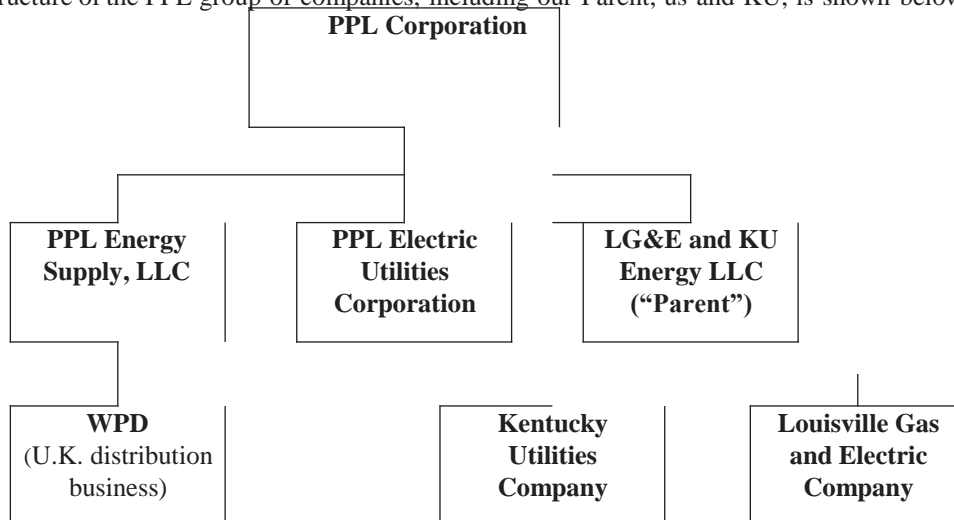 ructure of the PPL group of companies, including our Parent, us and KU, is shown below
PPL Corporation
PPL Energy
Supply, LLC
PPL Electric
Utilities
Corporation
LG&E and KU
Energy LLC
(“Parent”)
WPD
(U.K. distribution
business)
Kentucky
Utilities
Company
Louisville Gas
and Electric
Company